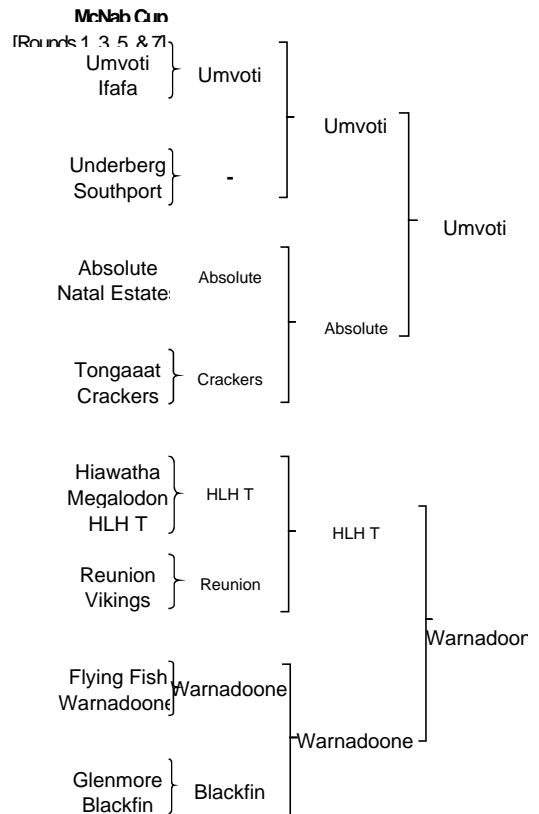 McNab Cup
[Rounds 1, 3, 5, & 7]
Umvoti
Ifafa
Umvoti
Umvoti
Underberg
Southport
-
Umvoti
Absolute
Natal Estates
Absolute
Absolute
Tongaaat
Crackers
Crackers
Hiawatha
Megalodon
HLH T
HLH T
HLH T
Reunion
Vikings
Reunion
Warnadoon
Flying Fish
Warnadoone
Warnadoone
Warnadoone
Glenmore
Blackfin
Blackfin